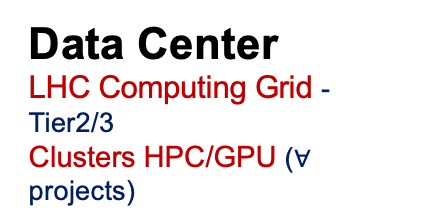 Data Center
LHC Computing Grid -
Tier2/3
Clusters HPC/GPU (∀
projects)